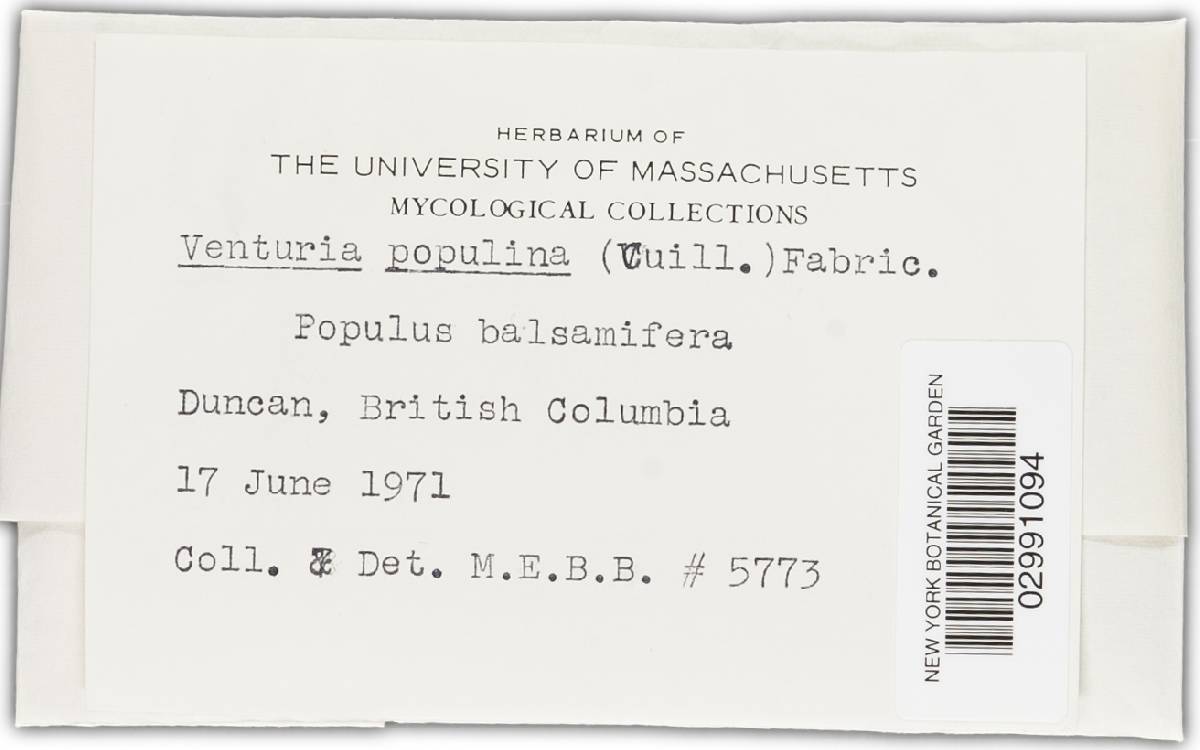 HERBARIUM OF
THE UNIVERSITY OF MASSACHUSETTS
MYCOLOGICAL COLLECTIONS
Venturia populina (Vuill.)Fabric.
Populus balsamifera
Duncan, British Columbia
17 June 1971
Coll. & Det. M.E.B.B. # 5773
NEW YORK BOTANICAL GARDEN
02991094